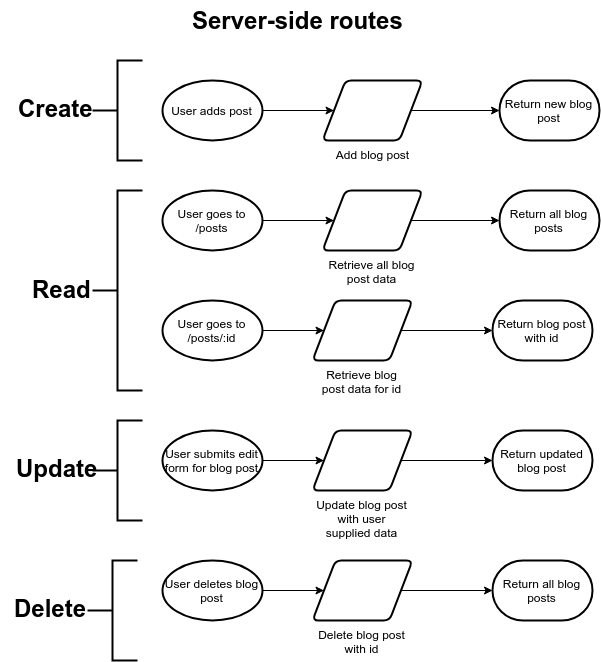 Server-side routes
Create
User adds post
Add blog post
Return new blog
post
Read
User goes to
/posts
Retrieve all blog
post data
Return all blog
posts
User goes to
/posts/:id
Retrieve blog
post data for id
Return blog post
with id
Update
User submits edit
form for blog post
Update blog post
with user
supplied data
Return updated
blog post
Delete
User deletes blog
post
Delete blog post
with id
Return all blog
posts